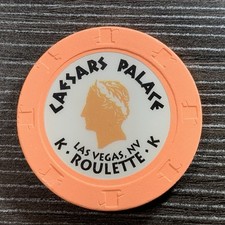 CAESARS PALACE
LAS VEGAS, NV
K · ROULETTE · K